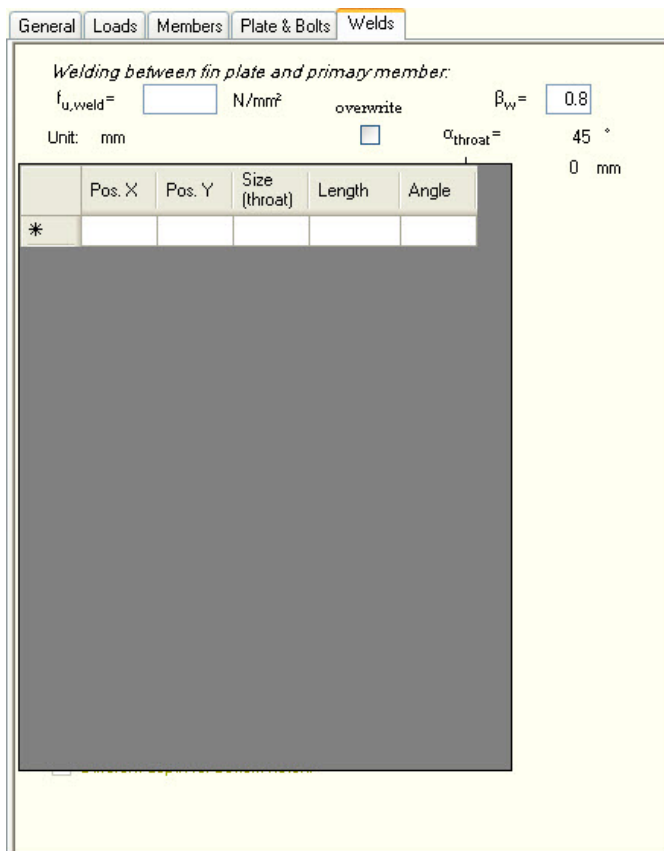 General Loads Members Plate & Bolts Welds
Welding between fin plate and primary member:
fu,weld= N/mm² overwrite βw= 0.8
Unit: mm αthroat= 45 °
0 mm
Pos. X Pos. Y Size (throat) Length Angle
*